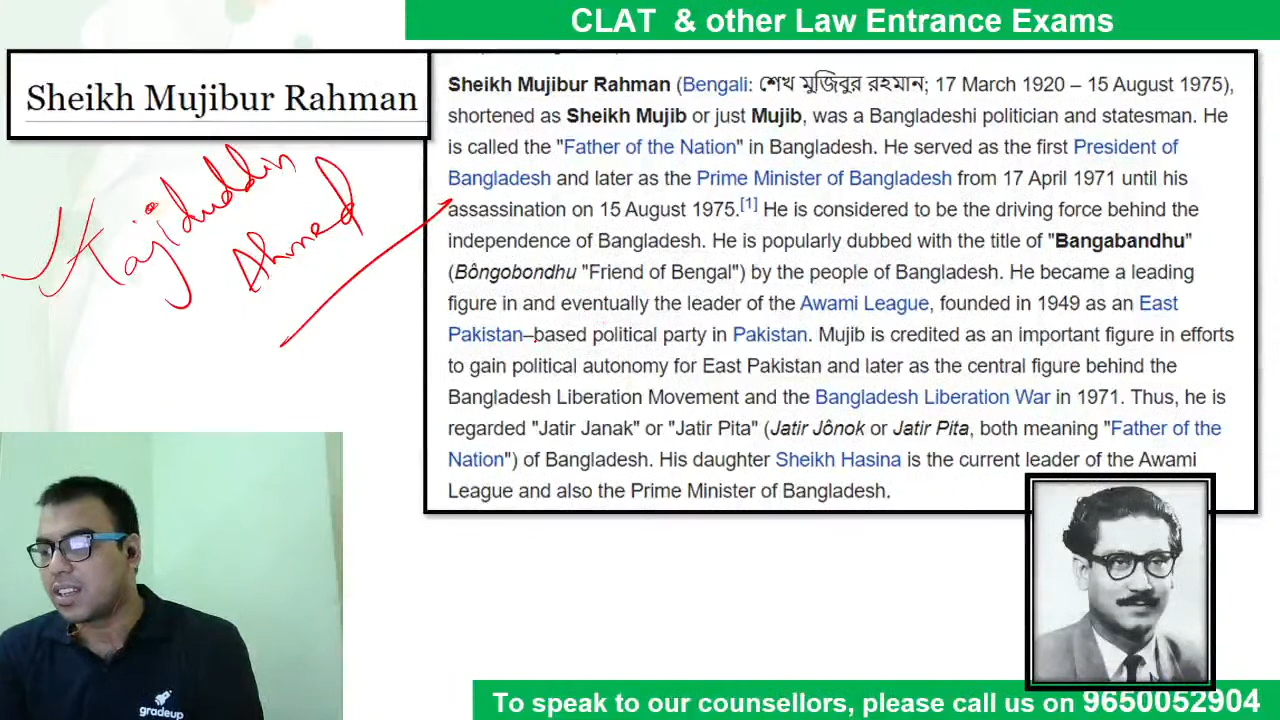 CLAT & other Law Entrance Exams
Sheikh Mujibur Rahman
Tajiduddin
Ahmed
Sheikh Mujibur Rahman (Bengali: শেখ মুজিবুর রহমান; 17 March 1920 – 15 August 1975),
shortened as Sheikh Mujib or just Mujib, was a Bangladeshi politician and statesman. He
is called the "Father of the Nation" in Bangladesh. He served as the first President of
Bangladesh and later as the Prime Minister of Bangladesh from 17 April 1971 until his
assassination on 15 August 1975.[1] He is considered to be the driving force behind the
independence of Bangladesh. He is popularly dubbed with the title of "Bangabandhu"
(Bôngobondhu "Friend of Bengal") by the people of Bangladesh. He became a leading
figure in and eventually the leader of the Awami League, founded in 1949 as an East
Pakistan–based political party in Pakistan. Mujib is credited as an important figure in efforts
to gain political autonomy for East Pakistan and later as the central figure behind the
Bangladesh Liberation Movement and the Bangladesh Liberation War in 1971. Thus, he is
regarded "Jatir Janak" or "Jatir Pita" (Jatir Jônok or Jatir Pita, both meaning "Father of the
Nation") of Bangladesh. His daughter Sheikh Hasina is the current leader of the Awami
League and also the Prime Minister of Bangladesh.
gradeup
To speak to our counsellors, please call us on 9650052904